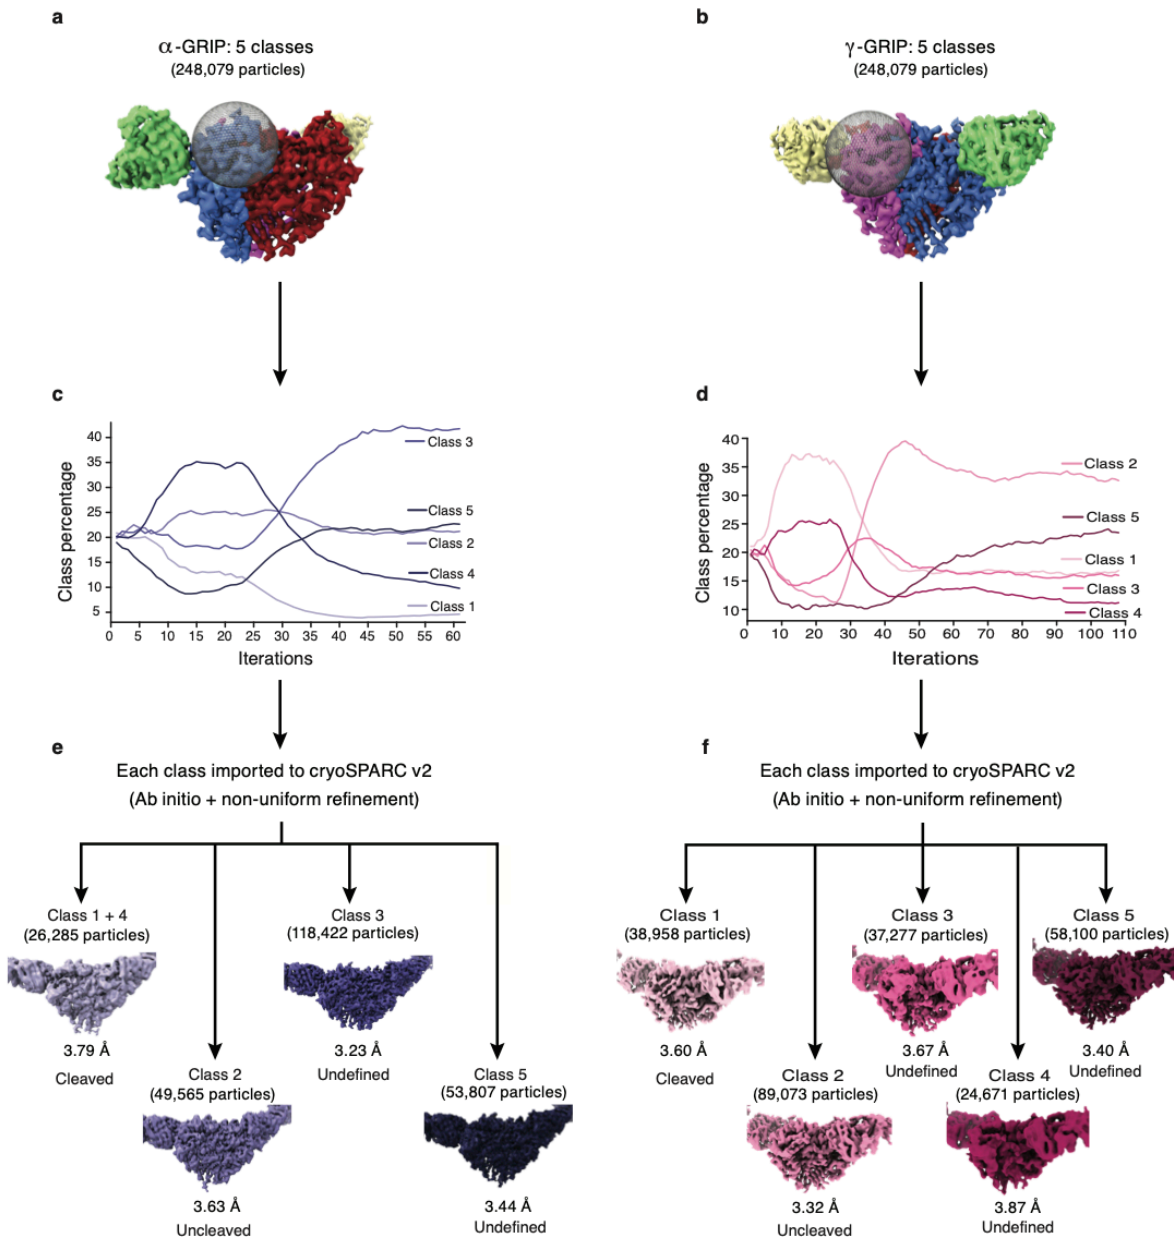 a
α-GRIP: 5 classes
(248,079 particles)
b
γ-GRIP: 5 classes
(248,079 particles)
c
Class percentage
40
35
30
25
20
15
10
5
0 5 10 15 20 25 30 35 40 45 50 55 60
Iterations
Class 3
Class 5
Class 2
Class 4
Class 1
d
Class percentage
40
35
30
25
20
15
10
0 10 20 30 40 50 60 70 80 90 100 110
Iterations
Class 2
Class 5
Class 1
Class 3
Class 4
e
Each class imported to cryoSPARC v2
(Ab initio + non-uniform refinement)
Class 1 + 4
(26,285 particles)
3.79 Å
Cleaved
Class 2
(49,565 particles)
3.63 Å
Uncleaved
Class 3
(118,422 particles)
3.23 Å
Undefined
Class 5
(53,807 particles)
3.44 Å
Undefined
f
Each class imported to cryoSPARC v2
(Ab initio + non-uniform refinement)
Class 1
(38,958 particles)
3.60 Å
Cleaved
Class 2
(89,073 particles)
3.32 Å
Uncleaved
Class 3
(37,277 particles)
3.67 Å
Undefined
Class 4
(24,671 particles)
3.87 Å
Undefined
Class 5
(58,100 particles)
3.40 Å
Undefined